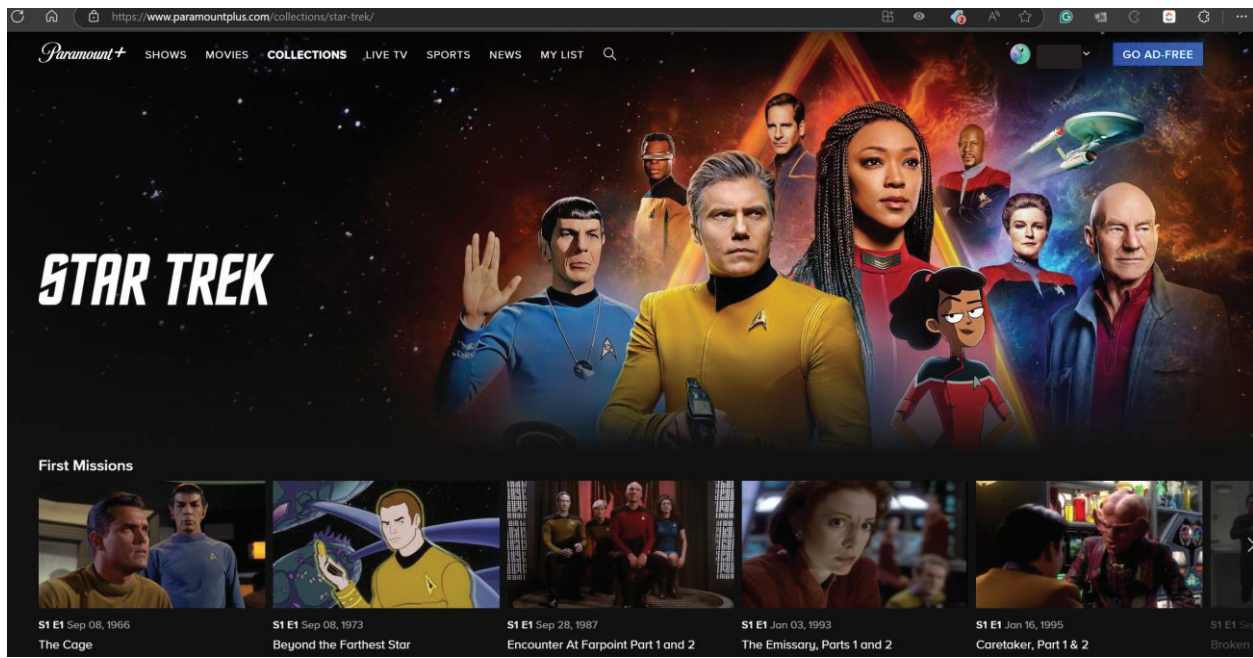 https://www.paramountplus.com/collections/star-trek/
Paramount+ SHOWS MOVIES COLLECTIONS LIVE TV SPORTS NEWS MY LIST GO AD-FREE
STAR TREK
First Missions
S1 E1 Sep 08, 1966
The Cage
S1 E1 Sep 08, 1973
Beyond the Farthest Star
S1 E1 Sep 28, 1987
Encounter At Farpoint Part 1 and 2
S1 E1 Jan 03, 1993
The Emissary, Parts 1 and 2
S1 E1 Jan 16, 1995
Caretaker, Part 1 & 2
S1 E1
Broken